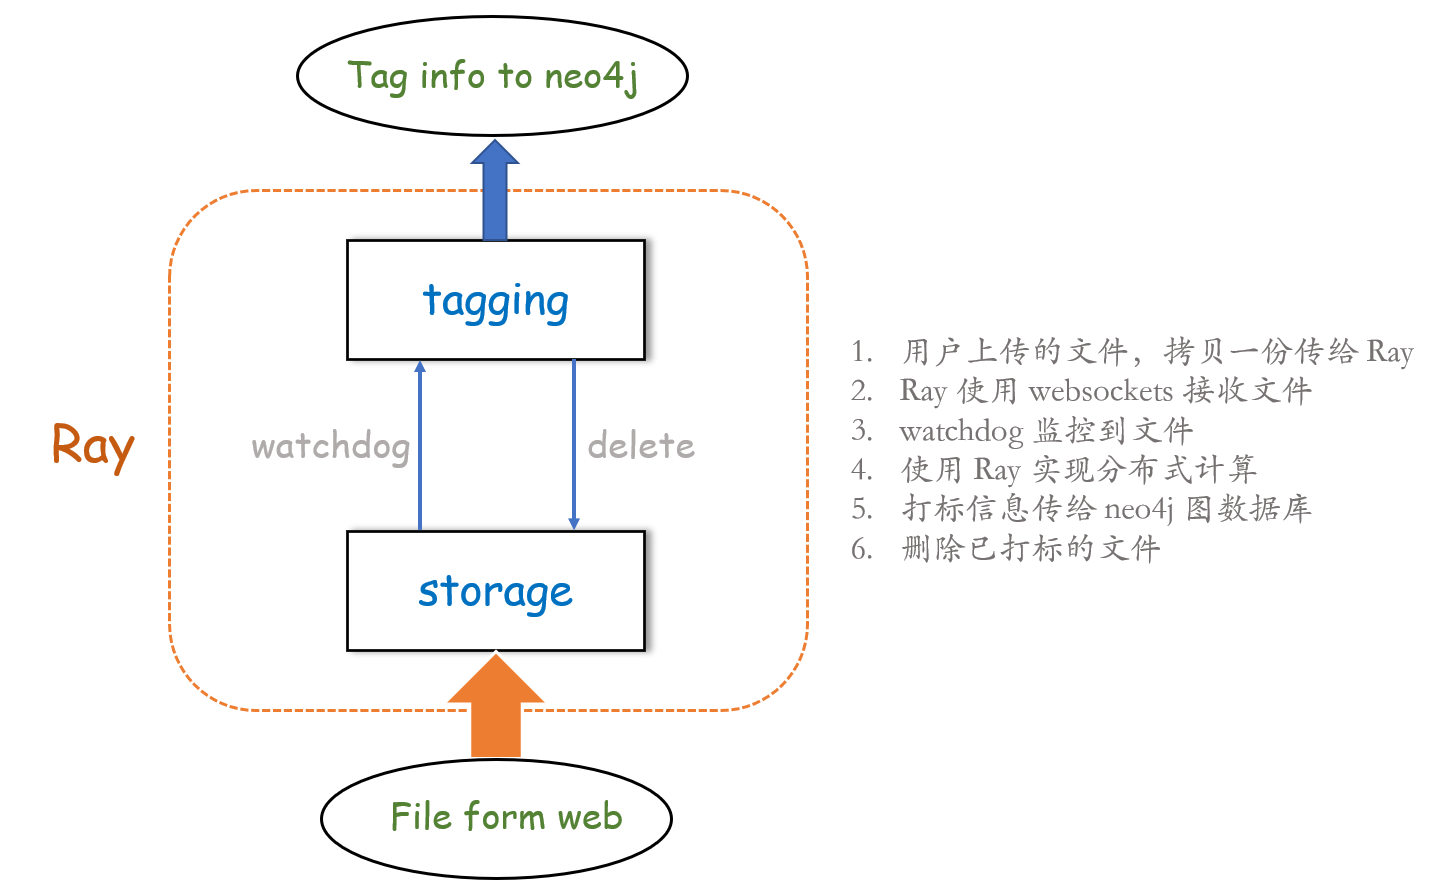 Tag info to neo4j
tagging
Ray
watchdog
delete
storage
File form web
1. 用户上传的文件，拷贝一份传给 Ray
2. Ray 使用 websockets 接收文件
3. watchdog 监控到文件
4. 使用 Ray 实现分布式计算
5. 打标信息传给 neo4j 图数据库
6. 删除已打标的文件